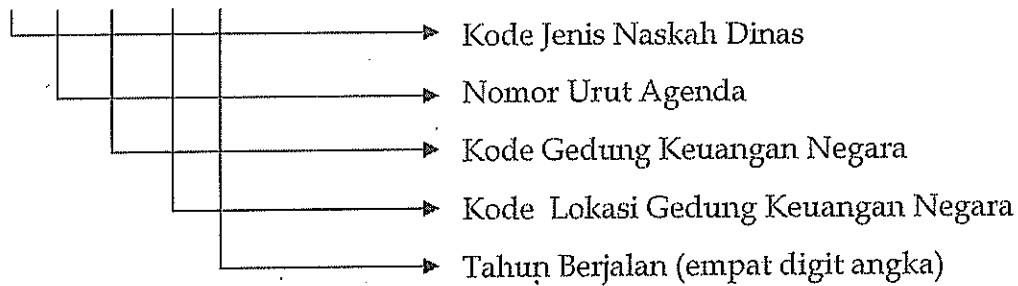 Kode Jenis Naskah Dinas
Nomor Urut Agenda
Kode Gedung Keuangan Negara
Kode Lokasi Gedung Keuangan Negara
Tahun Berjalan (empat digit angka)